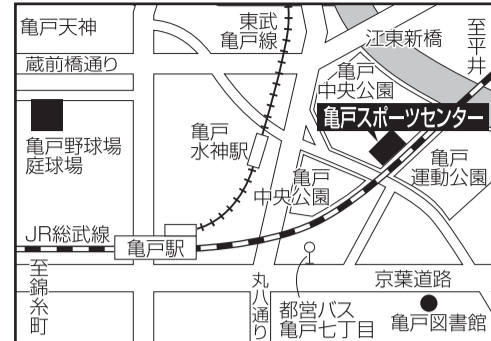 亀戸天神
東武
亀戸線
江東新橋
至平井
蔵前橋通り
亀戸
中央公園
亀戸スポーツセンター
亀戸野球場
庭球場
亀戸
水神駅
亀戸
中央公園
亀戸
運動公園
JR総武線
亀戸駅
至錦糸町
丸八通り
都営バス
亀戸七丁目
京葉道路
亀戸図書館